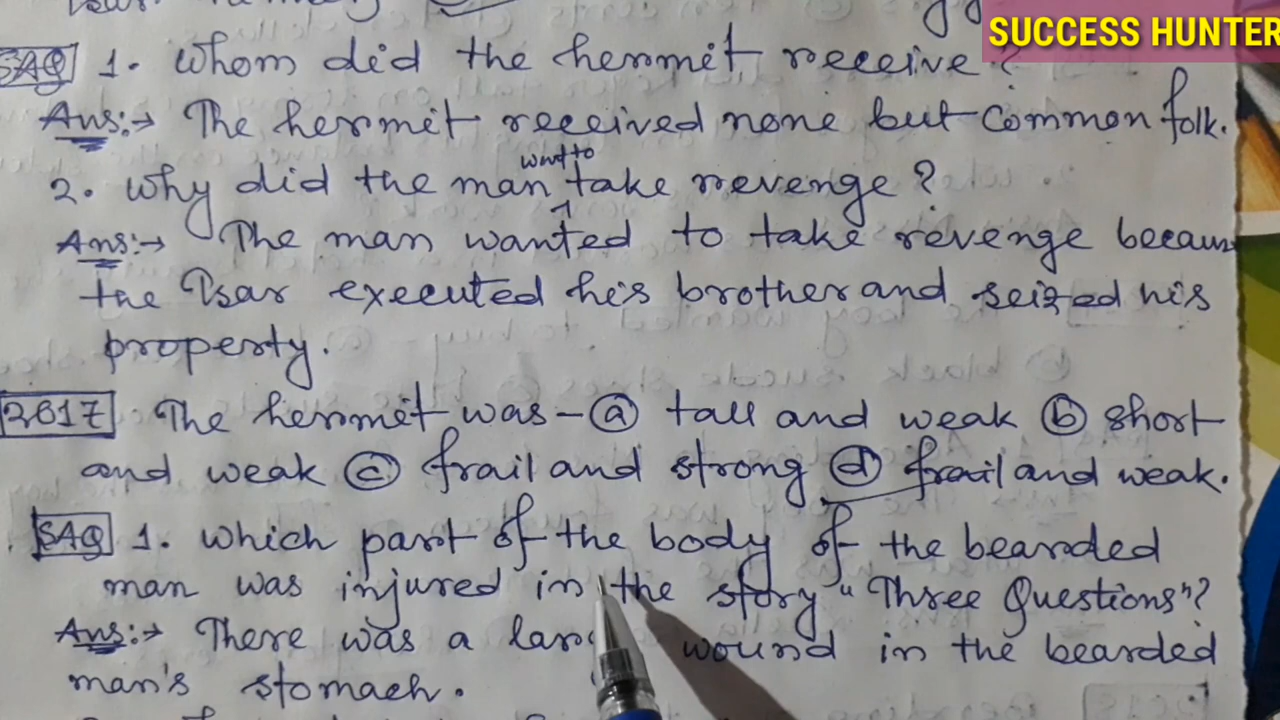 SUCCESS HUNTER
SAQ 1. Whom did the hermit receive?
Ans:→ The hermit received none but common folk.
want to
2. Why did the man take revenge?
Ans:→ The man wanted to take revenge because
the Tsar executed his brother and seized his
property.
2017 The hermit was – ⓐ tall and weak ⓑ short
and weak ⓒ frail and strong ⓓ frail and weak.
SAQ 1. Which part of the body of the bearded
man was injured in the story "Three Questions"?
Ans:→ There was a wound in the bearded
man's stomach.